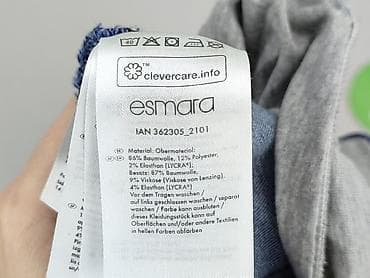 ™
clevercare.info
esmara
IAN 362305_2101
Material: Obermaterial:
86% Baumwolle, 12% Polyester,
2% Elasthan (LYCRA®);
Besatz: 87% Baumwolle,
9% Viskose (Viskose von Lenzing),
4% Elasthan (LYCRA®)
Vor dem Tragen waschen /
auf links geschlossen waschen / separat
waschen / Farbe kann ausbluten /
dieses Kleidungsstück kann auf
Oberflächen und/oder andere Textilien
in hellen Farben abfärben